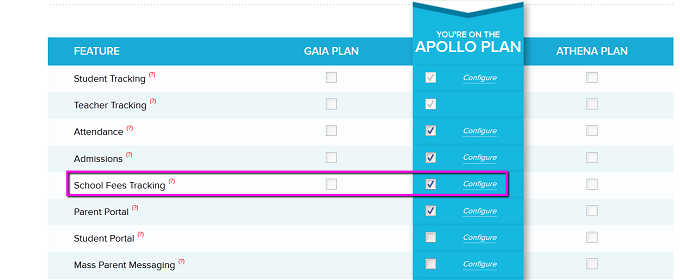 YOU'RE ON THE
FEATURE GAIA PLAN APOLLO PLAN ATHENA PLAN
Student Tracking (?) Configure
Teacher Tracking (?)
Attendance (?) Configure
Admissions (?) Configure
School Fees Tracking (?) Configure
Parent Portal (?) Configure
Student Portal (?) Configure
Mass Parent Messaging (?) Configure